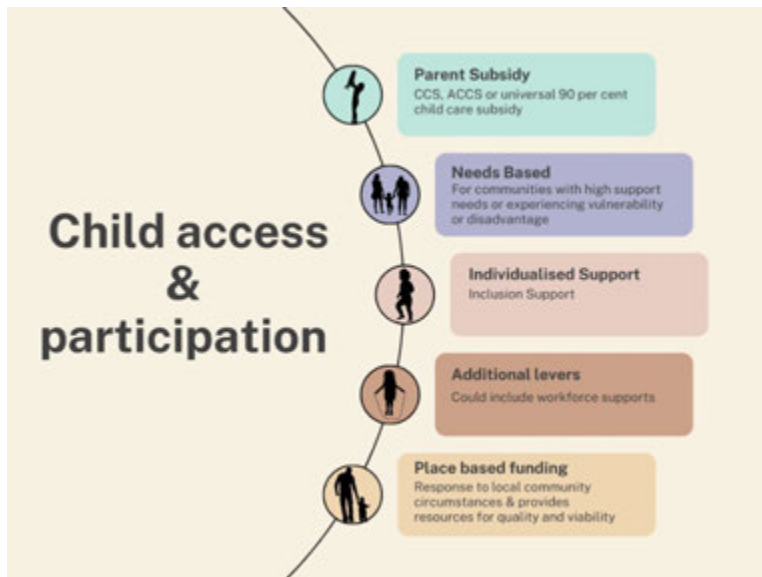 Child access
&
participation
Parent Subsidy
CCS, ACCS or universal 90 per cent
child care subsidy
Needs Based
For communities with high support
needs or experiencing vulnerability
or disadvantage
Individualised Support
Inclusion Support
Additional levers
Could include workforce supports
Place based funding
Response to local community
circumstances & provides
resources for quality and viability